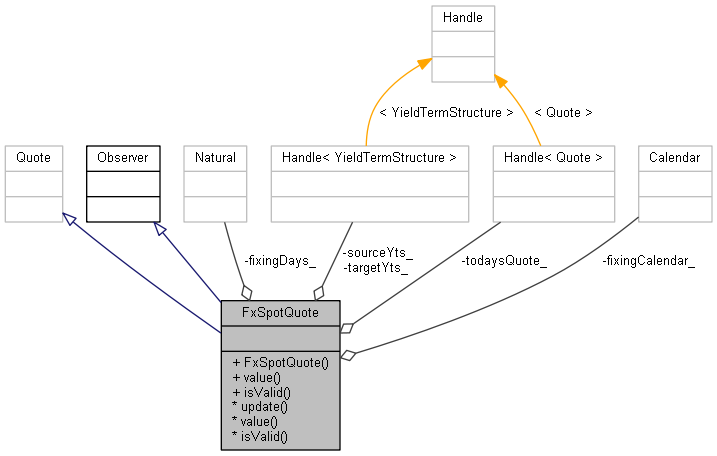 Handle
< YieldTermStructure >
< Quote >
Quote
Observer
Natural
Handle< YieldTermStructure >
Handle< Quote >
Calendar
-fixingDays_
-sourceYts_
-targetYts_
-todaysQuote_
-fixingCalendar_
FxSpotQuote
+ FxSpotQuote()
+ value()
+ isValid()
* update()
* value()
* isValid()